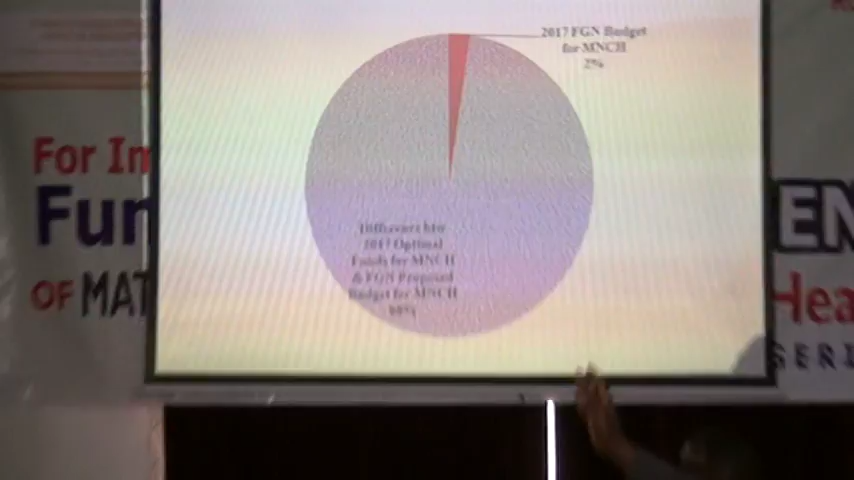 2017 FGN Budget
for MNCH
2%
Difference btw
2017 Optimal
Funds for MNCH
& FGN Proposed
Budget for MNCH
98%
For Im
Fun
OF MAT
EN
Hea
SERI